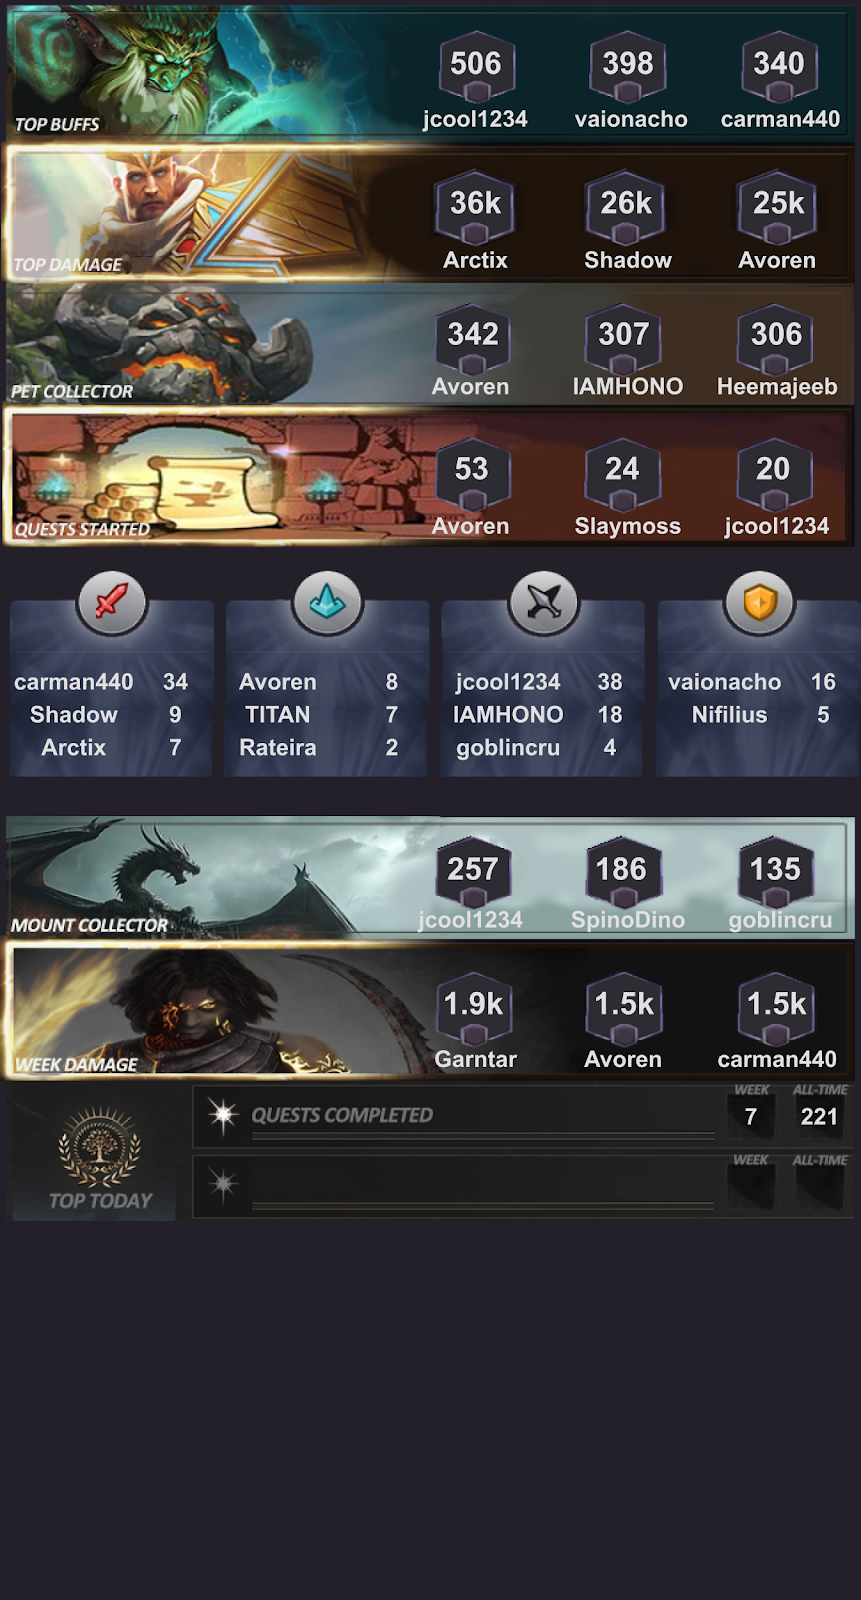 506 398 340
jcool1234 vaionacho carman440
TOP BUFFS
36k 26k 25k
Arctix Shadow Avoren
TOP DAMAGE
342 307 306
Avoren IAMHONO Heemajeeb
PET COLLECTOR
53 24 20
Avoren Slaymoss jcool1234
QUESTS STARTED
carman440 34
Shadow 9
Arctix 7
Avoren 8
TITAN 7
Rateira 2
jcool1234 38
IAMHONO 18
goblincru 4
vaionacho 16
Nifilius 5
257 186 135
jcool1234 SpinoDino goblincru
MOUNT COLLECTOR
1.9k 1.5k 1.5k
Garntar Avoren carman440
WEEK DAMAGE
WEEK ALL-TIME
QUESTS COMPLETED 7 221
WEEK ALL-TIME
TOP TODAY